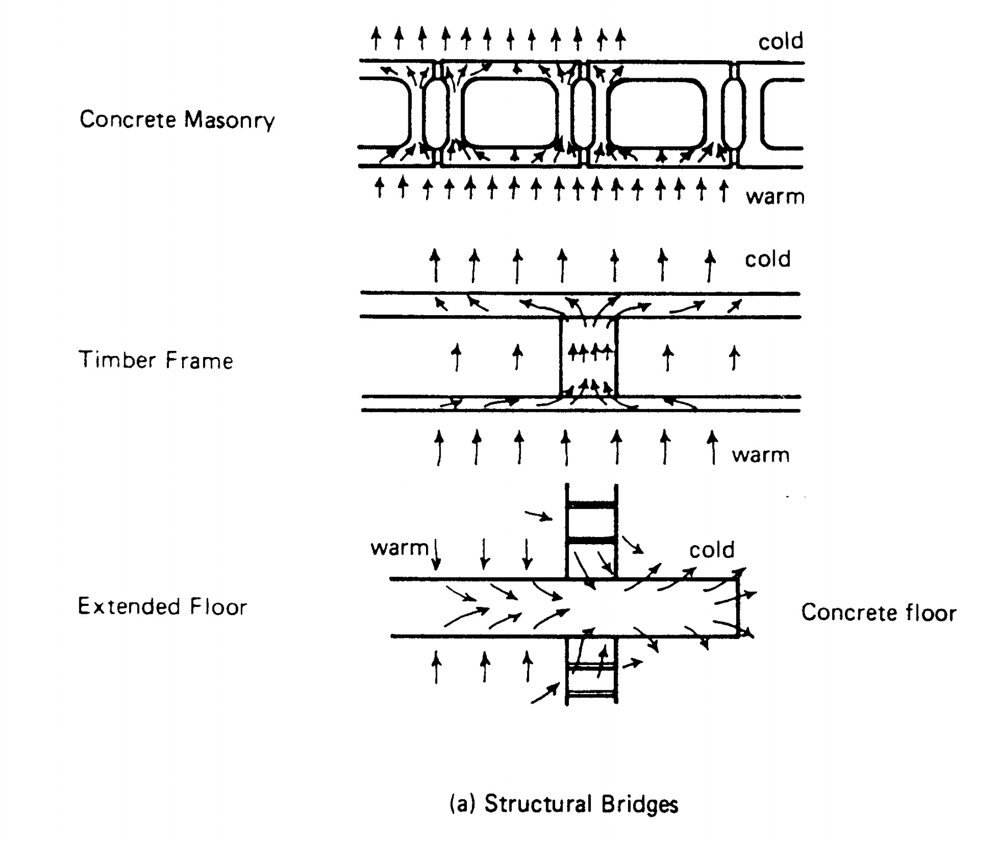 cold
Concrete Masonry
warm
cold
Timber Frame
warm
warm
cold
Extended Floor
Concrete floor
(a) Structural Bridges